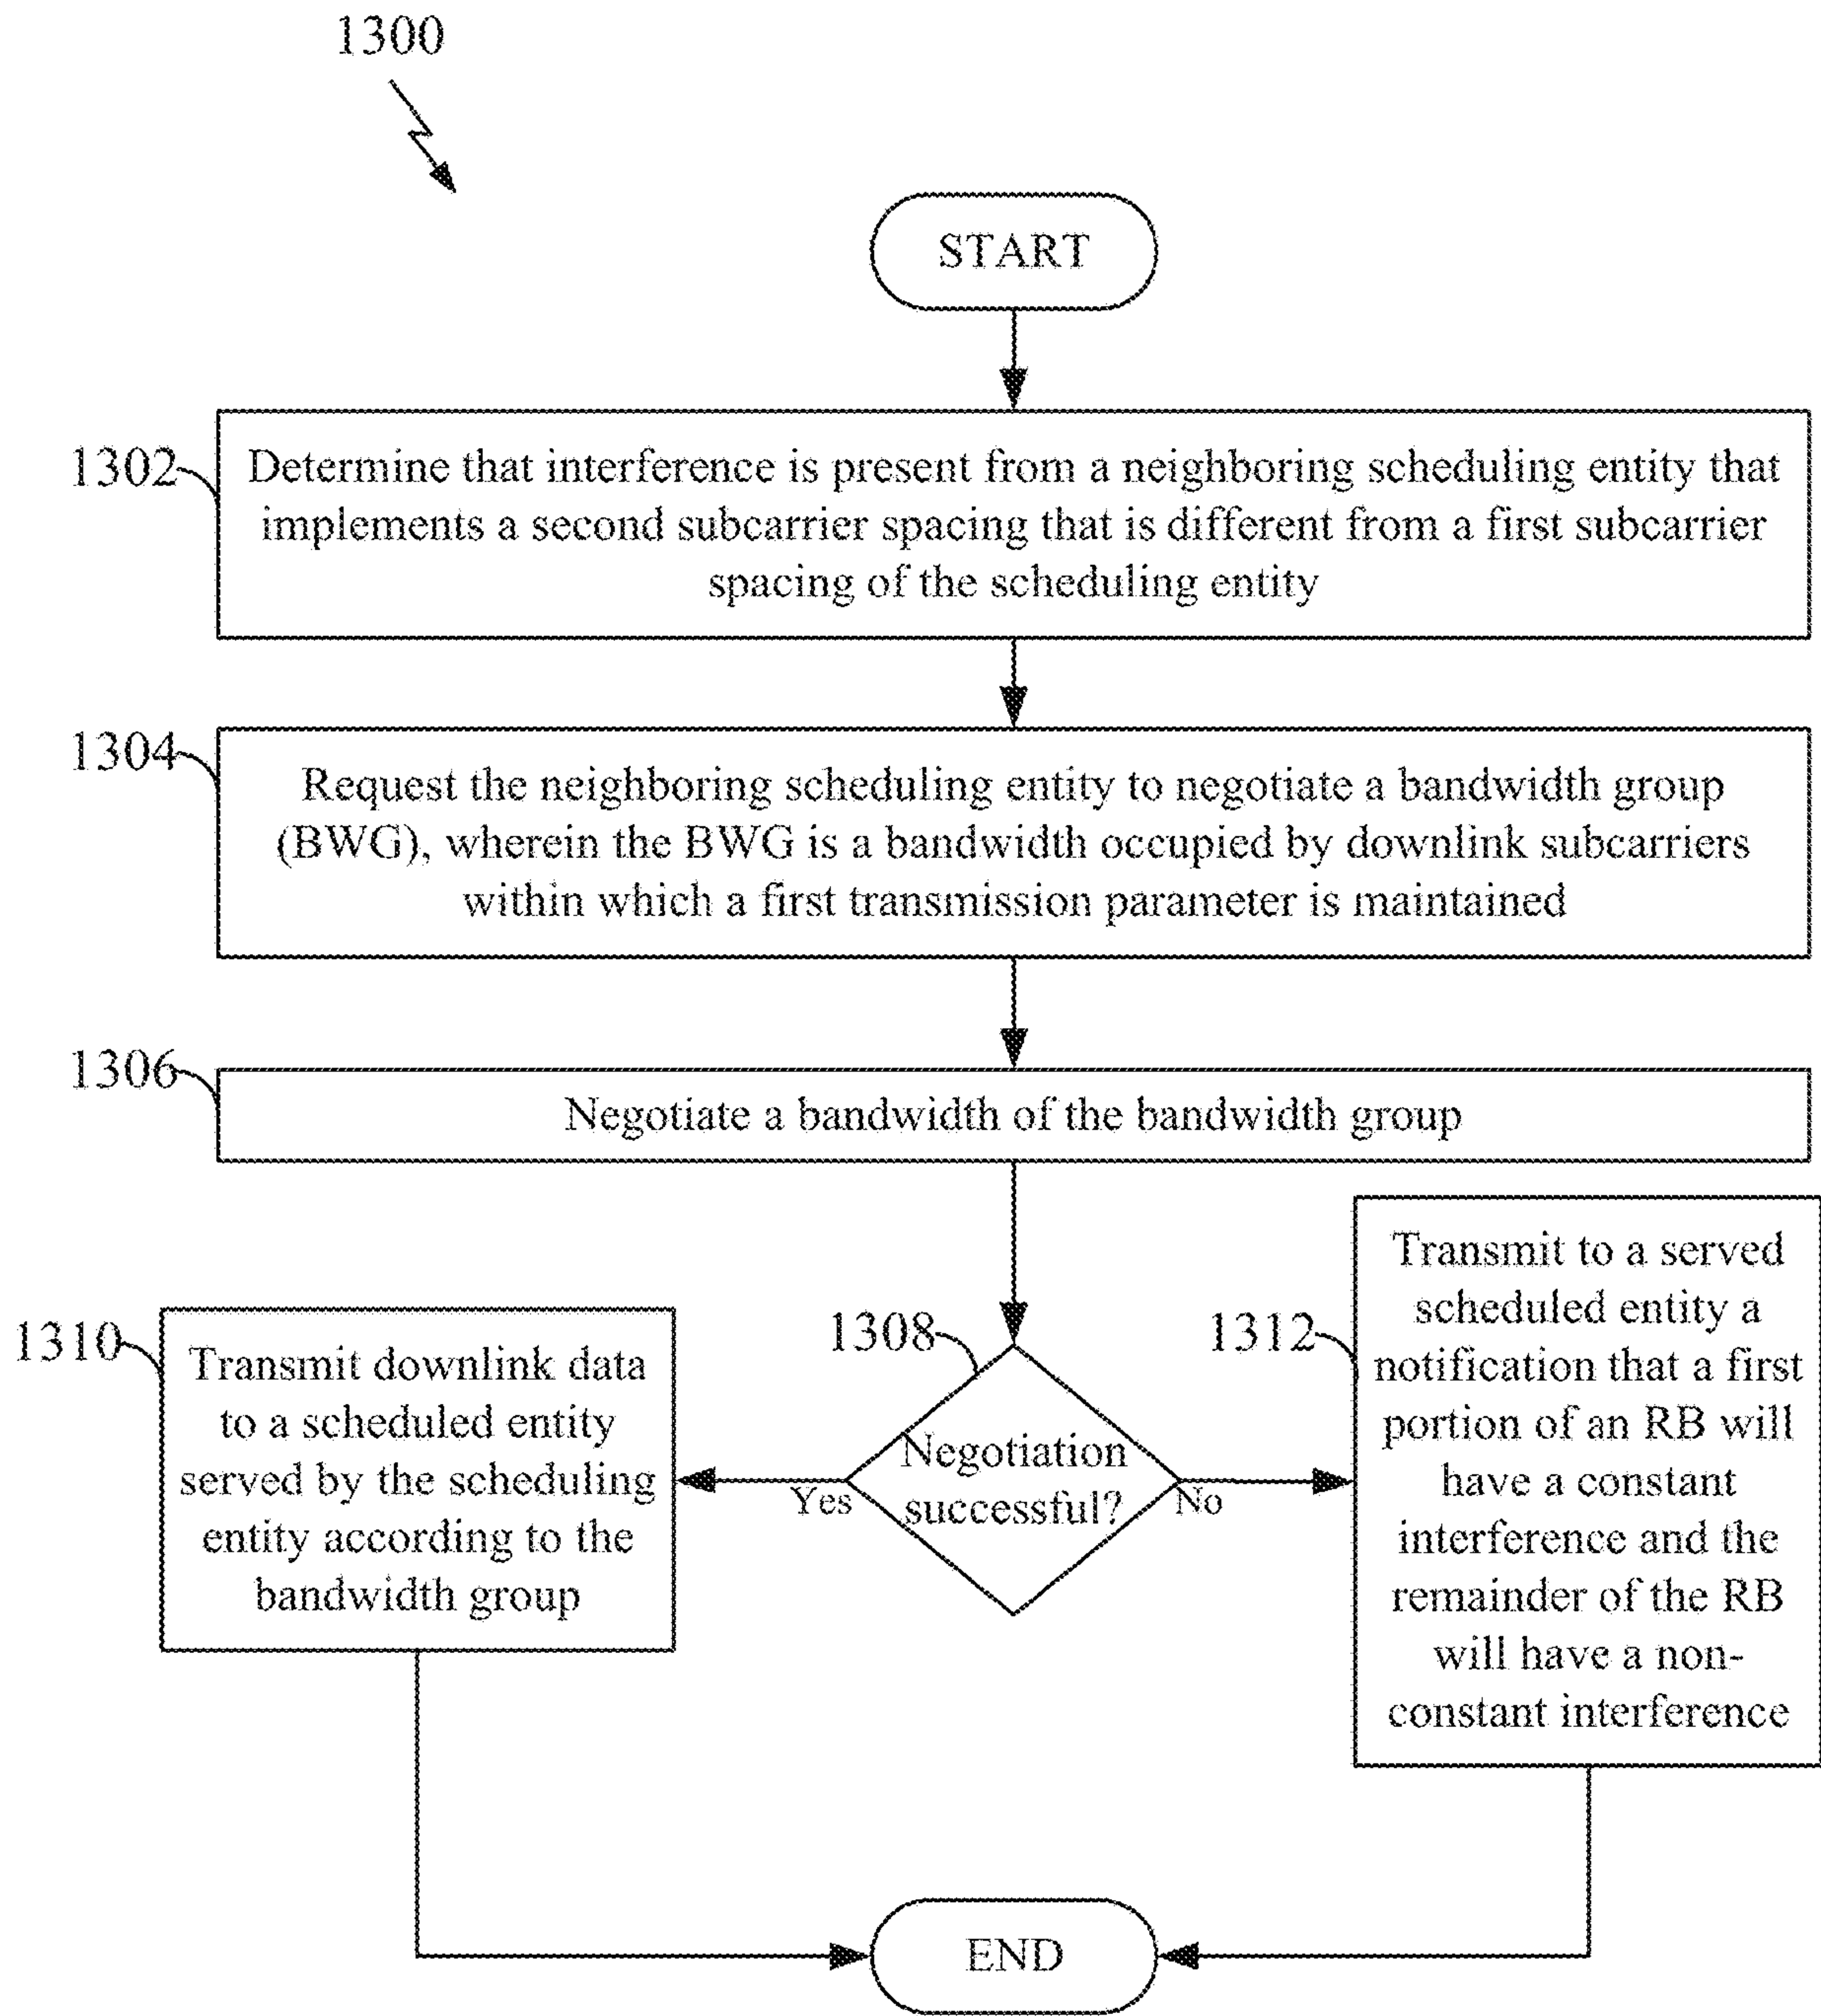 1300
START
1302
Determine that interference is present from a neighboring scheduling entity that
implements a second subcarrier spacing that is different from a first subcarrier
spacing of the scheduling entity
1304
Request the neighboring scheduling entity to negotiate a bandwidth group
(BWG), wherein the BWG is a bandwidth occupied by downlink subcarriers
within which a first transmission parameter is maintained
1306
Negotiate a bandwidth of the bandwidth group
1308
Negotiation
successful?
Yes
No
1310
Transmit downlink data
to a scheduled entity
served by the scheduling
entity according to the
bandwidth group
1312
Transmit to a served
scheduled entity a
notification that a first
portion of an RB will
have a constant
interference and the
remainder of the RB
will have a non-
constant interference
END